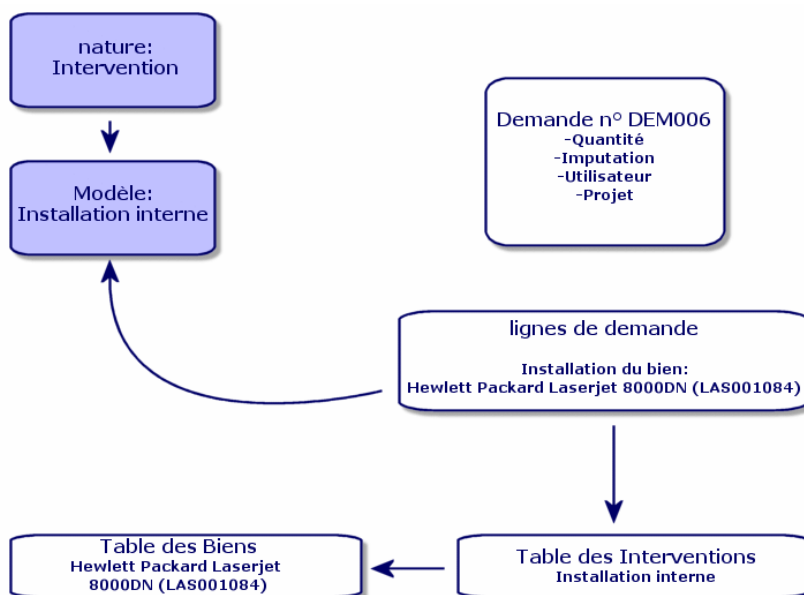 nature:
Intervention
Demande n° DEM006
-Quantité
-Imputation
-Utilisateur
-Projet
Modèle:
Installation interne
lignes de demande
Installation du bien:
Hewlett Packard Laserjet 8000DN (LAS001084)
Table des Biens
Hewlett Packard Laserjet
8000DN (LAS001084)
Table des Interventions
Installation interne